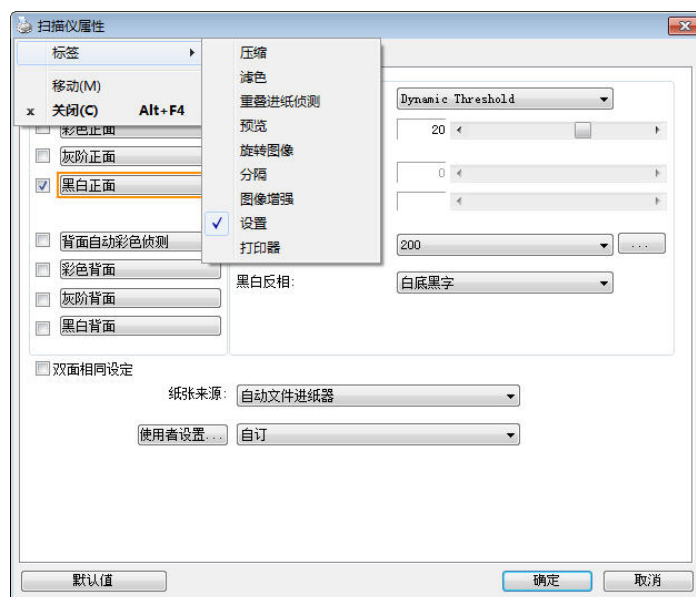 扫描仪属性
标签
移动(M)
x 关闭(C) Alt+F4
压缩
滤色
重叠进纸侦测
预览
旋转图像
分隔
图像增强
设置
打印器
彩色正面
灰阶正面
黑白正面
背面自动彩色侦测
彩色背面
灰阶背面
黑白背面
Dynamic Threshold
20
0
200
...
黑白反相:
白底黑字
双面相同设定
纸张来源:
自动文件进纸器
使用者设置...
自订
默认值
确定
取消